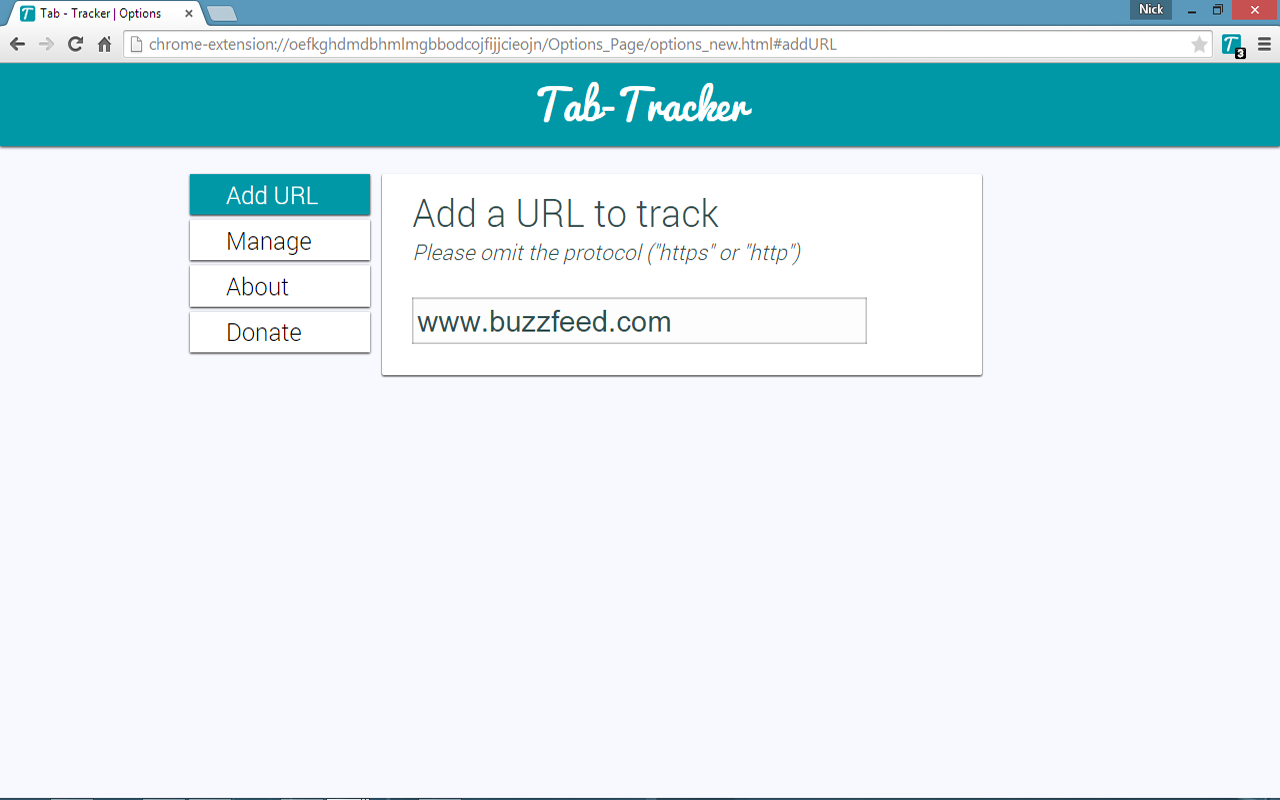 Tab - Tracker | Options
Nick
chrome-extension://oefkghdmdbhmlmgbbodcojfijjcieojn/Options_Page/options_new.html#addURL
3
Tab-Tracker
Add URL
Manage
About
Donate
Add a URL to track
Please omit the protocol ("https" or "http")
www.buzzfeed.com